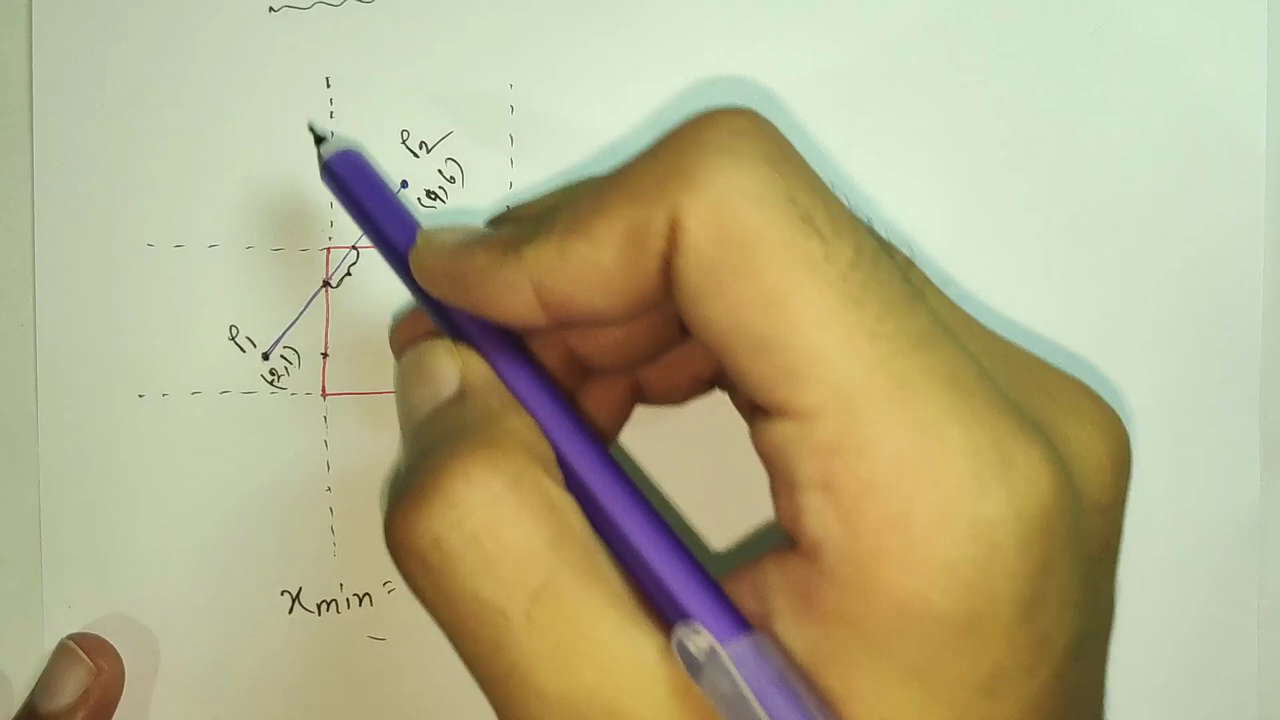 P2
(4,6)
P1
(-2,1)
xmin =